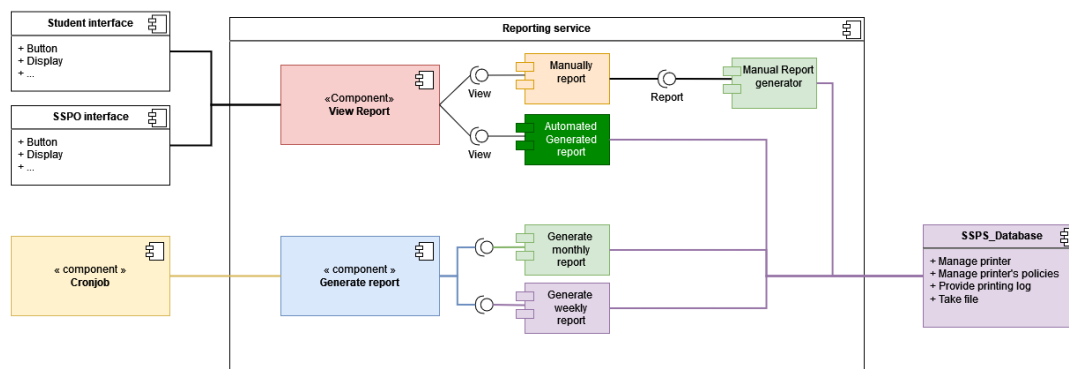 Student interface
+ Button
+ Display
+ ...
SSPO interface
+ Button
+ Display
+ ...
Reporting service
«Component»
View Report
View
View
Manually
report
Report
Manual Report
generator
Automated
Generated
report
« component »
Cronjob
« component »
Generate report
Generate
monthly
report
Generate
weekly
report
SSPS_Database
+ Manage printer
+ Manage printer's policies
+ Provide printing log
+ Take file